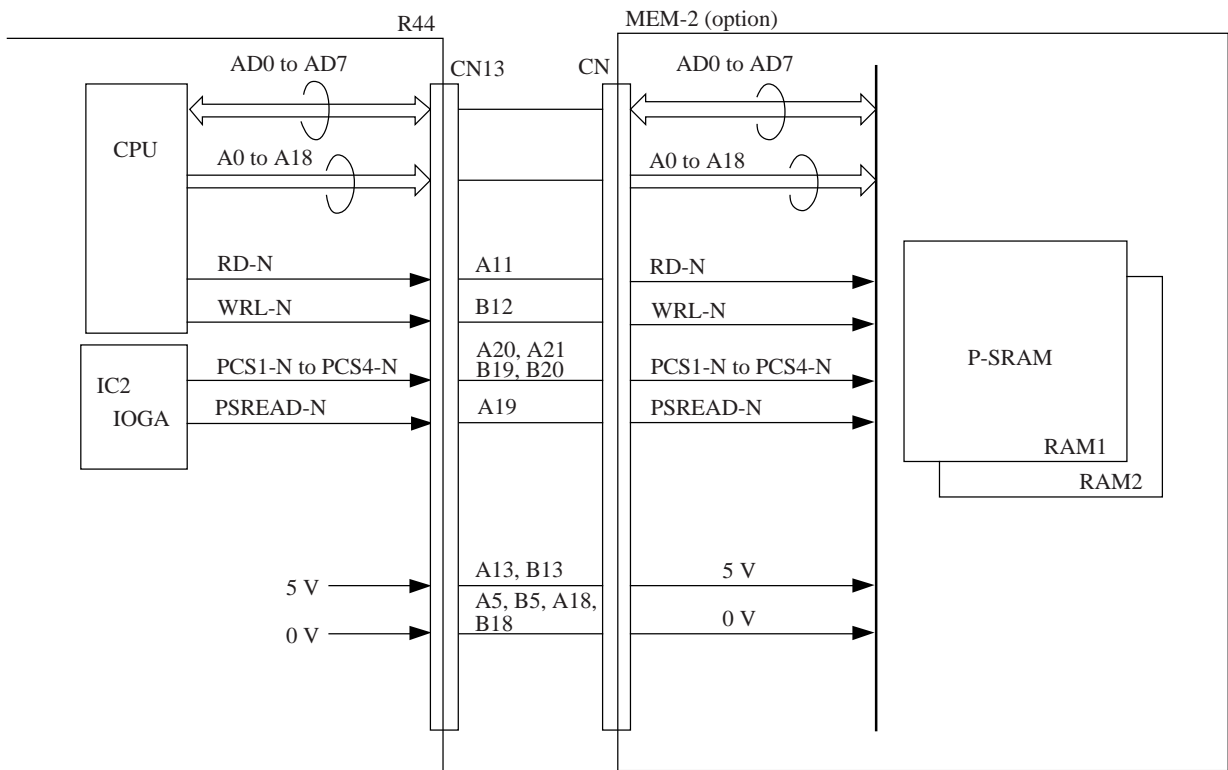 R44
MEM-2 (option)
AD0 to AD7
CN13
CN
AD0 to AD7
CPU
A0 to A18
A0 to A18
RD-N
A11
RD-N
WRL-N
B12
WRL-N
P-SRAM
RAM1
RAM2
IC2
IOGA
PCS1-N to PCS4-N
A20, A21
B19, B20
PCS1-N to PCS4-N
PSREAD-N
A19
PSREAD-N
5 V
A13, B13
5 V
0 V
A5, B5, A18,
B18
0 V